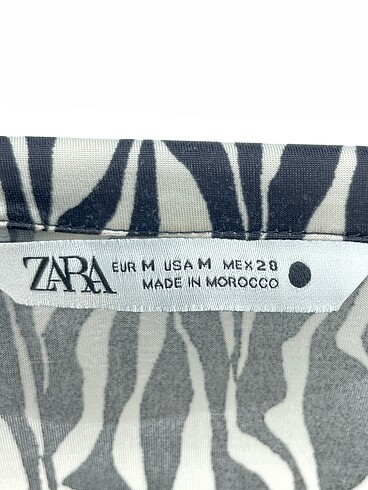 ZARA
EUR M USA M MEX 28
MADE IN MOROCCO